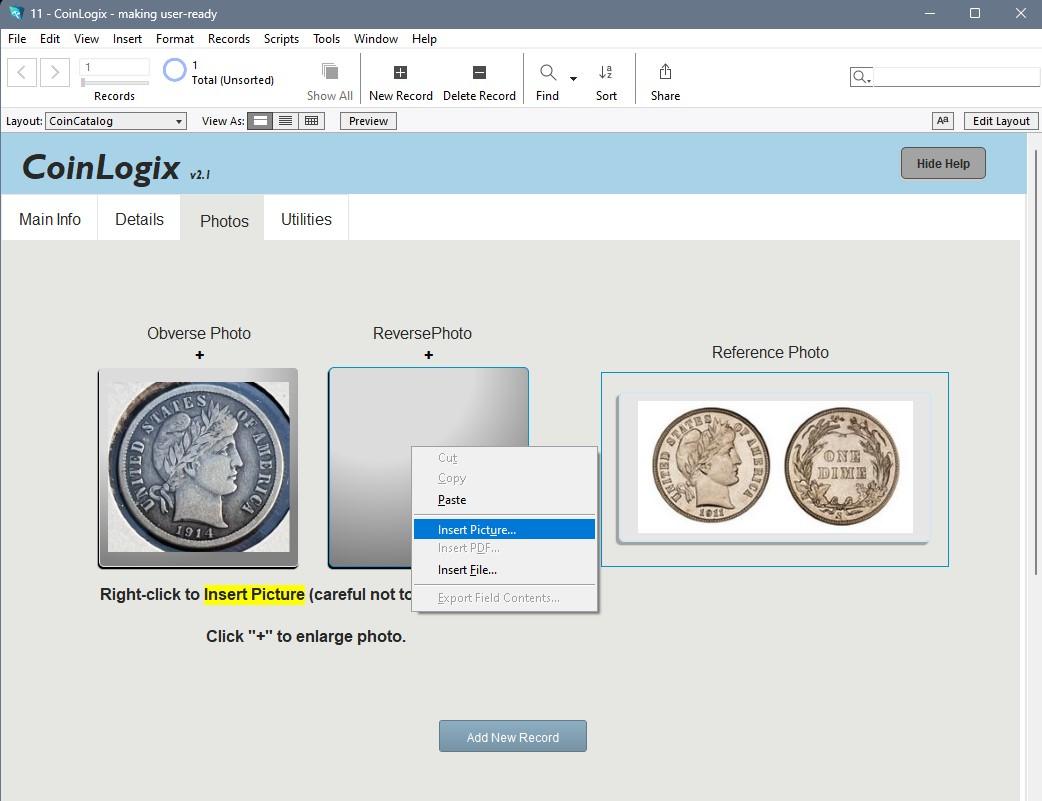 11 - CoinLogix - making user-ready
File Edit View Insert Format Records Scripts Tools Window Help
1
1
Total (Unsorted)
Records Show All New Record Delete Record Find Sort Share
Layout: CoinCatalog View As: Preview Aa Edit Layout
CoinLogix v2.1
Hide Help
Main Info Details Photos Utilities
Obverse Photo
+
ReversePhoto
+
Reference Photo
UNITED STATES OF AMERICA
1914
UNITED STATES OF AMERICA
1911
ONE
DIME
Cut
Copy
Paste
Insert Picture...
Insert PDF...
Insert File...
Export Field Contents...
Right-click to Insert Picture (careful not to
Click "+" to enlarge photo.
Add New Record